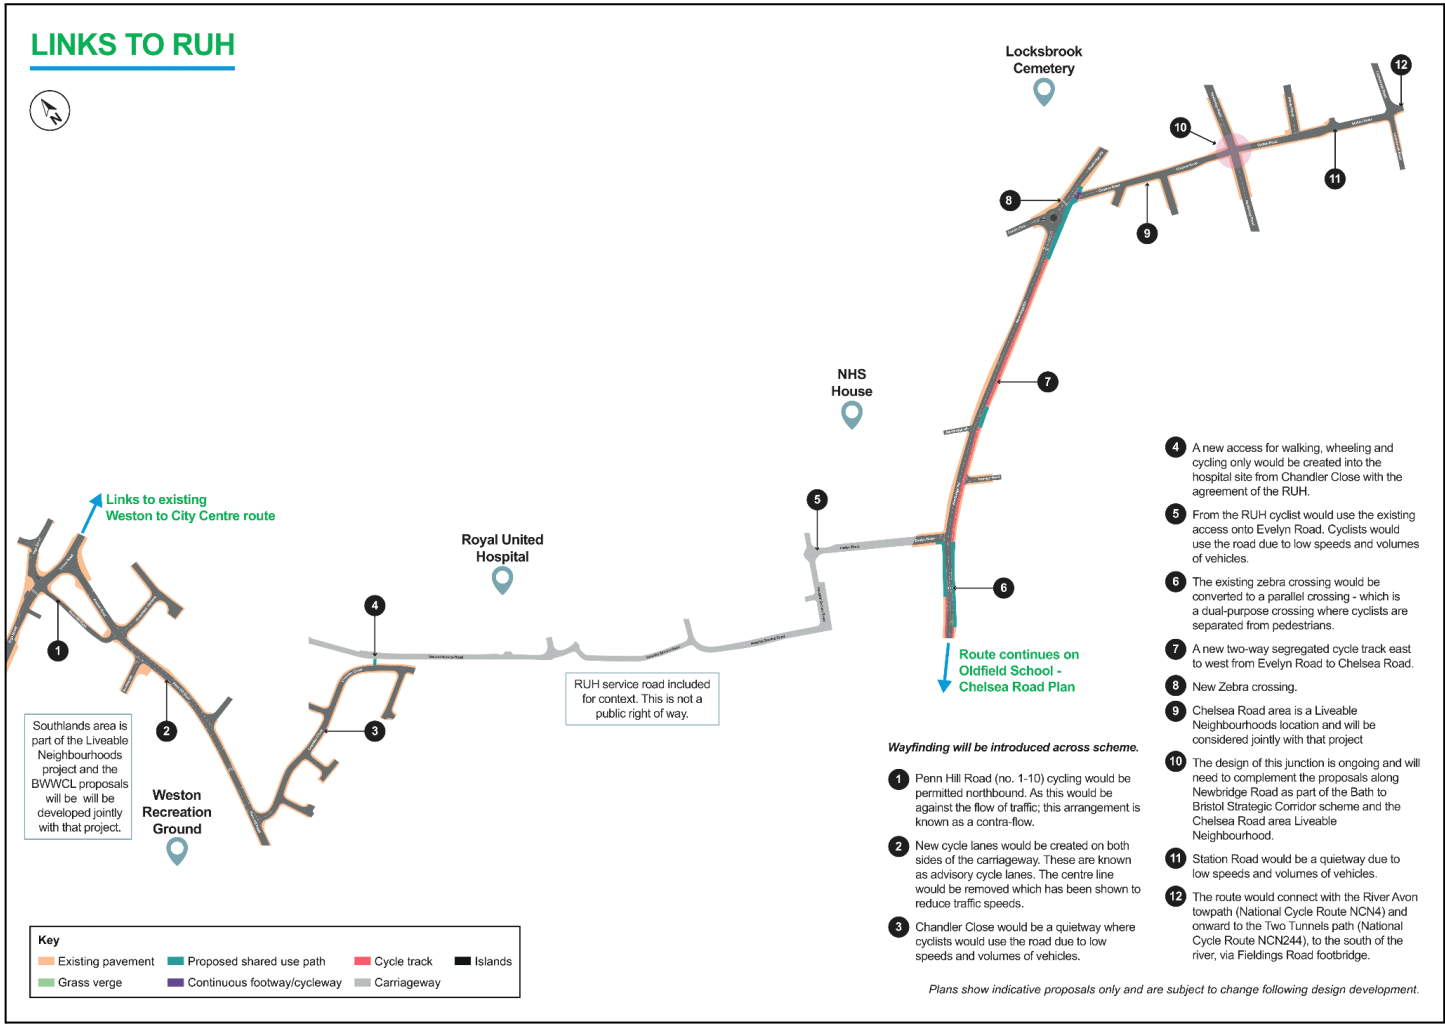 LINKS TO RUH
N
Locksbrook
Cemetery
12
10
11
8
9
NHS
House
7
Links to existing
Weston to City Centre route
Royal United
Hospital
5
Evelyn Road
6
4
1
RUH service road included
for context. This is not a
public right of way.
Route continues on
Oldfield School -
Chelsea Road Plan
2
3
Southlands area is
part of the Liveable
Neighbourhoods
project and the
BWWCL proposals
will be  will be
developed jointly
with that project.
Weston
Recreation
Ground
Wayfinding will be introduced across scheme.
1 Penn Hill Road (no. 1-10) cycling would be
permitted northbound. As this would be
against the flow of traffic; this arrangement is
known as a contra-flow.
2 New cycle lanes would be created on both
sides of the carriageway. These are known
as advisory cycle lanes. The centre line
would be removed which has been shown to
reduce traffic speeds.
3 Chandler Close would be a quietway where
cyclists would use the road due to low
speeds and volumes of vehicles.
4 A new access for walking, wheeling and
cycling only would be created into the
hospital site from Chandler Close with the
agreement of the RUH.
5 From the RUH cyclist would use the existing
access onto Evelyn Road. Cyclists would
use the road due to low speeds and volumes
of vehicles.
6 The existing zebra crossing would be
converted to a parallel crossing - which is
a dual-purpose crossing where cyclists are
separated from pedestrians.
7 A new two-way segregated cycle track east
to west from Evelyn Road to Chelsea Road.
8 New Zebra crossing.
9 Chelsea Road area is a Liveable
Neighbourhoods location and will be
considered jointly with that project
10 The design of this junction is ongoing and will
need to complement the proposals along
Newbridge Road as part of the Bath to
Bristol Strategic Corridor scheme and the
Chelsea Road area Liveable
Neighbourhood.
11 Station Road would be a quietway due to
low speeds and volumes of vehicles.
12 The route would connect with the River Avon
towpath (National Cycle Route NCN4) and
onward to the Two Tunnels path (National
Cycle Route NCN244), to the south of the
river, via Fieldings Road footbridge.
Key
Existing pavement
Proposed shared use path
Cycle track
Islands
Grass verge
Continuous footway/cycleway
Carriageway
Plans show indicative proposals only and are subject to change following design development.